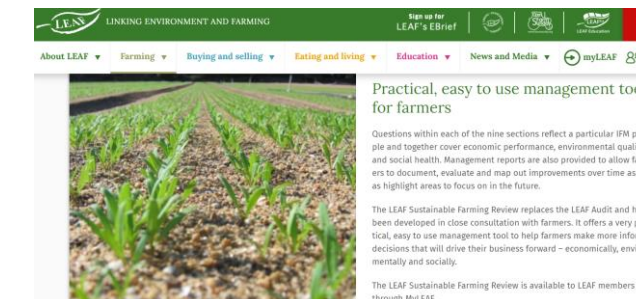 LEAF
LINKING ENVIRONMENT AND FARMING
Sign up for
LEAF's EBrief
LEAF Education
About LEAF ▼ Farming ▼ Buying and selling ▼ Eating and living ▼ Education ▼ News and Media ▼ myLEAF
Practical, easy to use management too
for farmers
Questions within each of the nine sections reflect a particular IFM p
ple and together cover economic performance, environmental quali
and social health. Management reports are also provided to allow fa
ers to document, evaluate and map out improvements over time as
as highlight areas to focus on in the future.
The LEAF Sustainable Farming Review replaces the LEAF Audit and h
been developed in close consultation with farmers. It offers a very p
tical, easy to use management tool to help farmers make more info
decisions that will drive their business forward – economically, envi
mentally and socially.
The LEAF Sustainable Farming Review is available to LEAF members
through MyLEAF